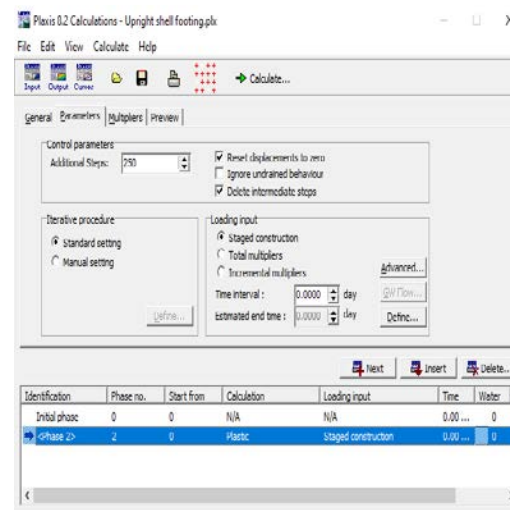 Plaxis 8.2 Calculations - Upright shell footing.plx
File Edit View Calculate Help
Input Output Curves Calculate...
General Parameters Multipliers Preview
Control parameters
Additional Steps: 250
Reset displacements to zero
Ignore undrained behaviour
Delete intermediate steps
Iterative procedure
Standard setting
Manual setting
Define...
Loading input
Staged construction
Total multipliers
Incremental multipliers
Advanced...
Time interval : 0.0000 day GW Flow...
Estimated end time : 0.0000 day Define...
Next Insert Delete...
Identification Phase no. Start from Calculation Loading input Time Water
Initial phase 0 0 N/A N/A 0.00 ... 0
<Phase 2> 2 0 Plastic Staged construction 0.00 ... 0